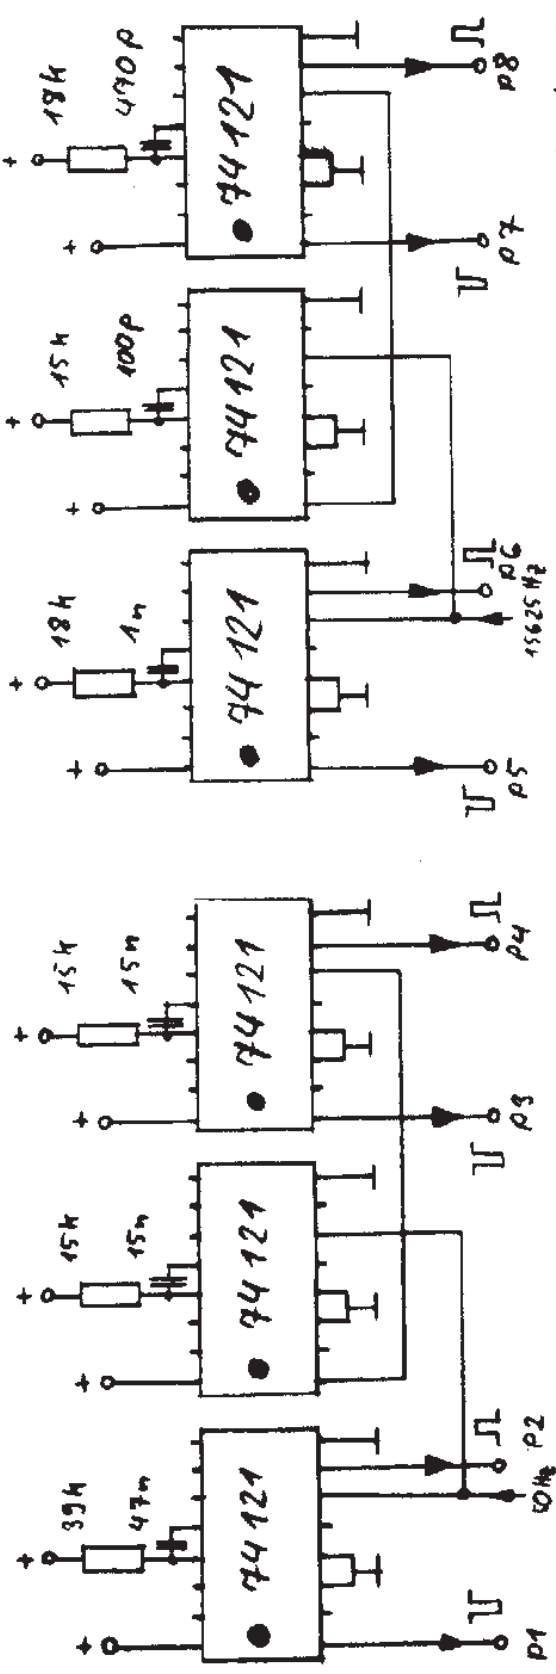 +
39k
47n
+
74121
p1
p2
50Hz
+
15k
15n
+
74121
+
15k
15n
+
74121
p3
p4
+
18k
1n
+
74121
p5
p6
15625Hz
+
15k
100p
+
74121
+
18k
470p
+
74121
p7
p8